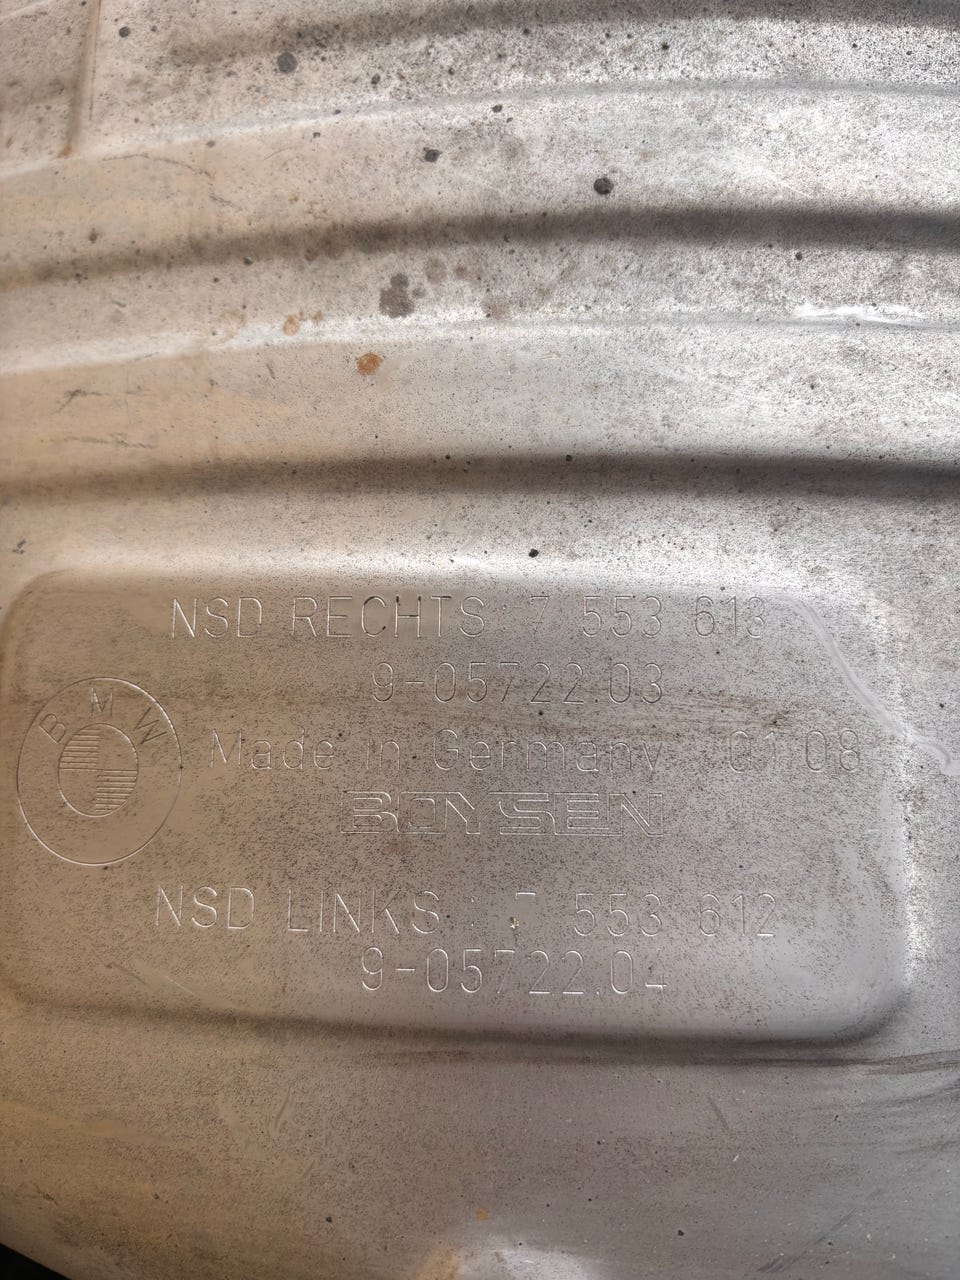 NSD RECHTS : 7 553 613
9-05722.03
BMW
Made in Germany 01.08
BOYSEN
NSD LINKS : 7 553 612
9-05722.04